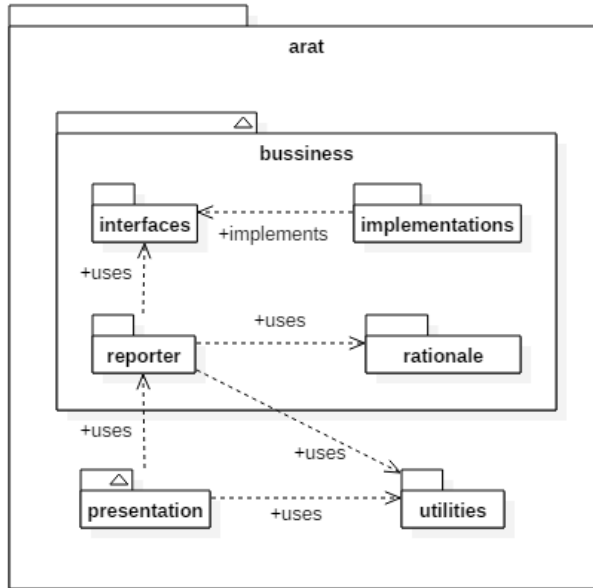 arat
bussiness
interfaces
implementations
+implements
+uses
+uses
reporter
rationale
+uses
+uses
presentation
utilities
+uses